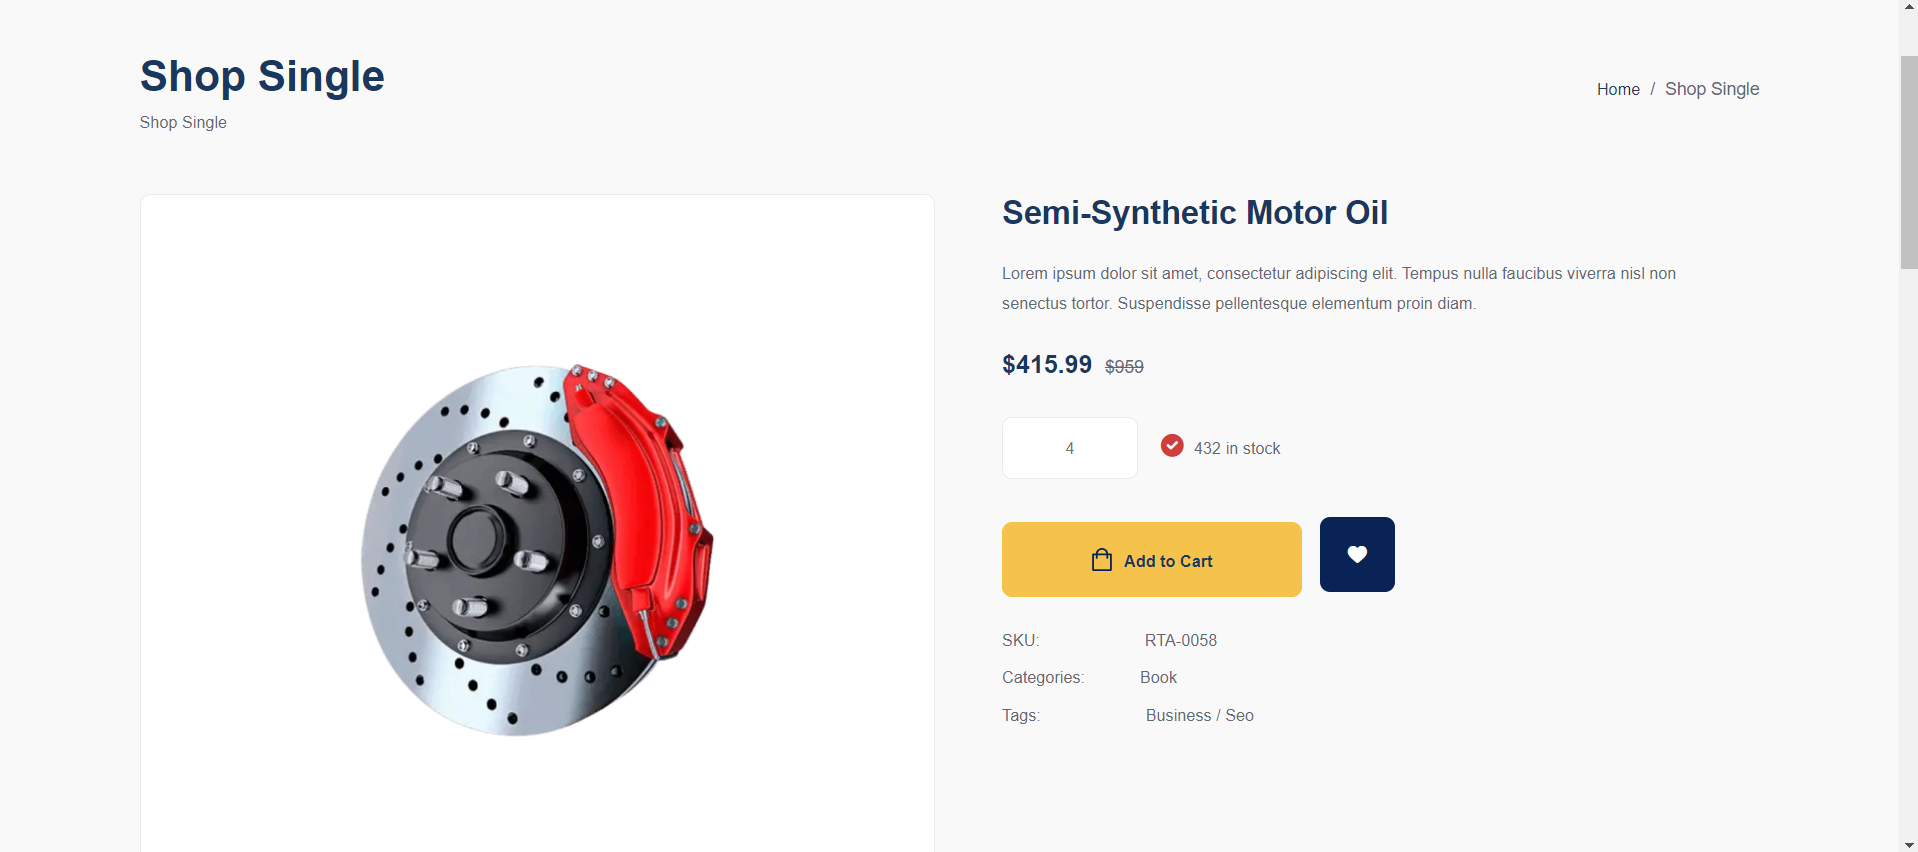 Shop Single
Shop Single
Home / Shop Single
Semi-Synthetic Motor Oil
Lorem ipsum dolor sit amet, consectetur adipiscing elit. Tempus nulla faucibus viverra nisl non
senectus tortor. Suspendisse pellentesque elementum proin diam.
$415.99 $959
4 432 in stock
Add to Cart
SKU: RTA-0058
Categories: Book
Tags: Business / Seo